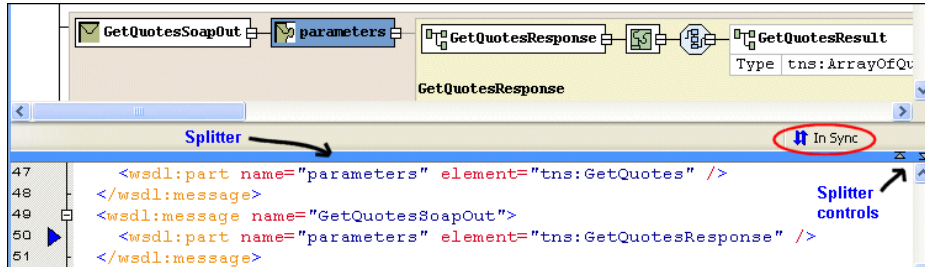 GetQuotesSoapOut parameters GetQuotesResponse GetQuotesResult
Type tns:ArrayOfQu
GetQuotesResponse
Splitter In Sync
47 <wsdl:part name="parameters" element="tns:GetQuotes" />
48 </wsdl:message>
Splitter
49 <wsdl:message name="GetQuotesSoapOut">
controls
50 <wsdl:part name="parameters" element="tns:GetQuotesResponse" />
51 </wsdl:message>